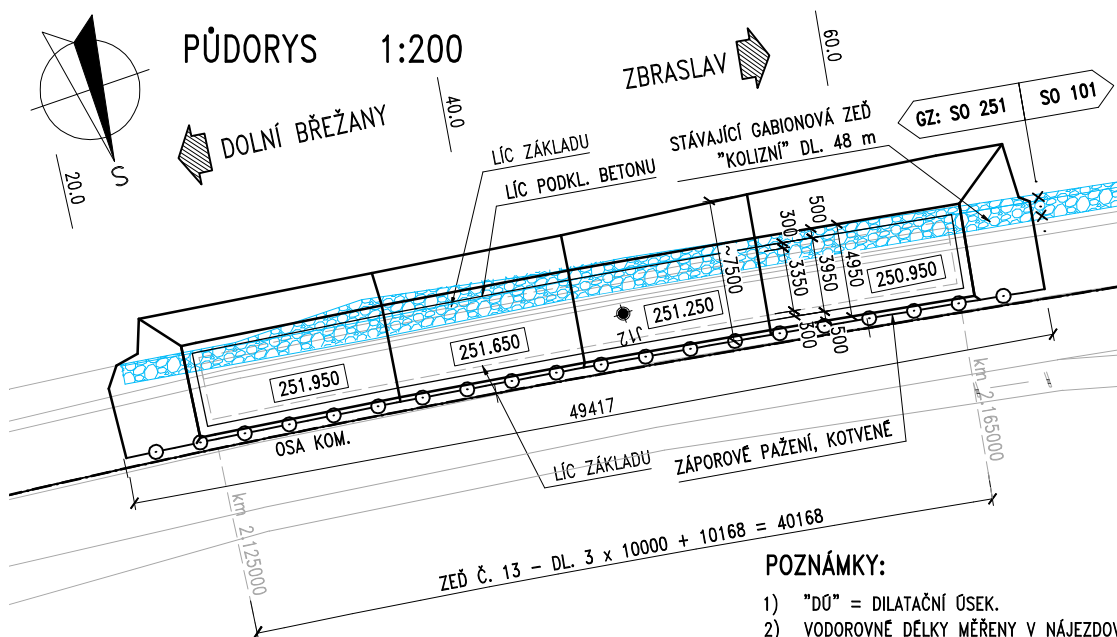 PŮDORYS 1:200
ZBRASLAV
60.0
40.0
DOLNÍ BŘEŽANY
20.0
S
GZ: SO 251
SO 101
LÍC ZÁKLADU
STÁVAJÍCÍ GABIONOVÁ ZEĎ
"KOLIZNÍ" DL. 48 m
LÍC PODKL. BETONU
500
300
~7500
3350
3950
4950
250.950
251.250
J12
251.650
251.950
500
500
49417
OSA KOM.
LÍC ZÁKLADU
ZÁPOROVÉ PAŽENÍ, KOTVENÉ
km 2.165000
km 2.125000
ZEĎ Č. 13 – DL. 3 x 10000 + 10168 = 40168
POZNÁMKY:
1) "DÚ" = DILATAČNÍ ÚSEK.
2) VODOROVNÉ DÉLKY MĚŘENY V NÁJEZDOV